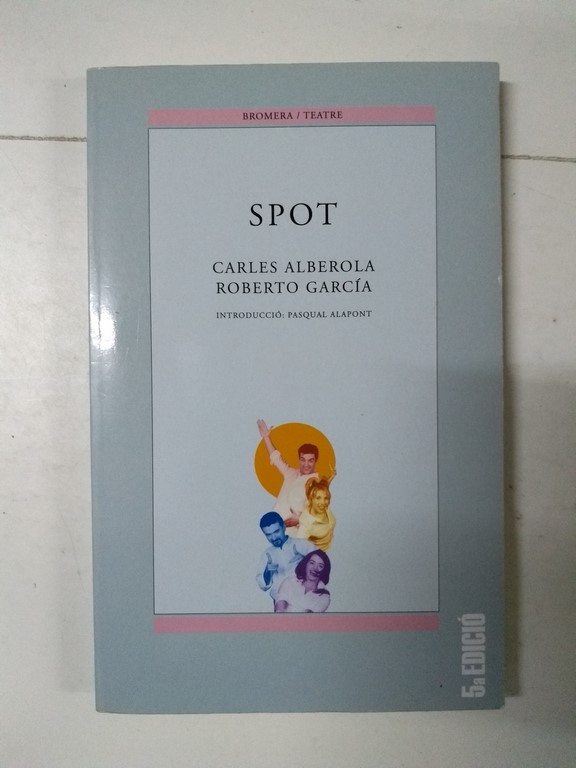 BROMERA / TEATRE
SPOT
CARLES ALBEROLA
ROBERTO GARCÍA
INTRODUCCIÓ: PASQUAL ALAPONT
5a EDICIÓ